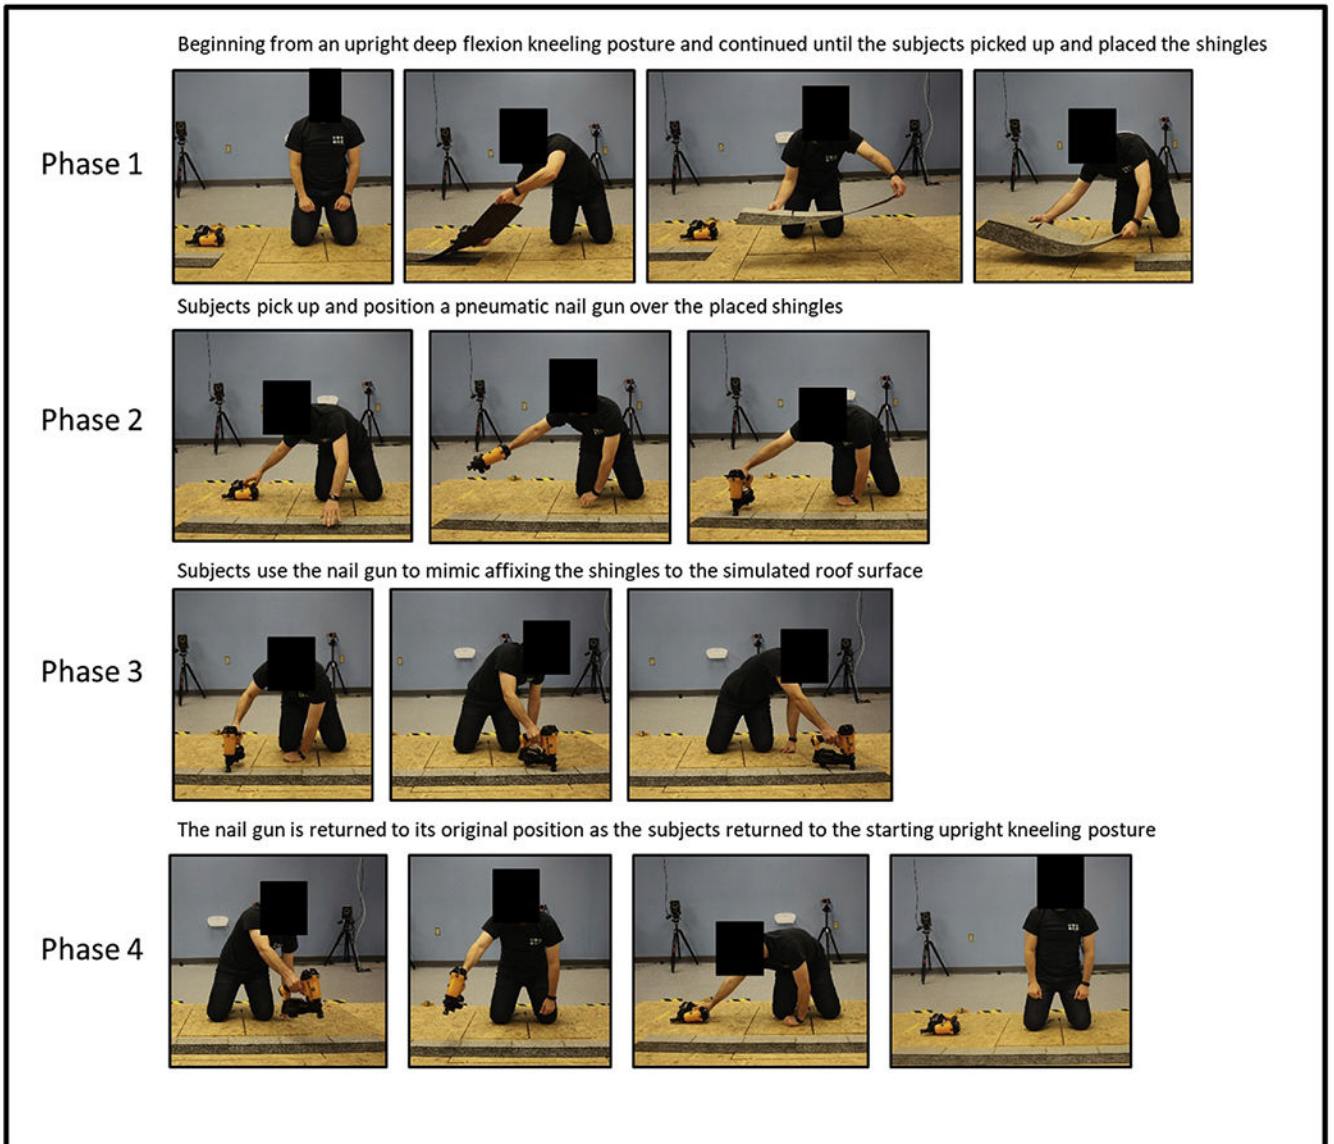 Beginning from an upright deep flexion kneeling posture and continued until the subjects picked up and placed the shingles
Phase 1
Subjects pick up and position a pneumatic nail gun over the placed shingles
Phase 2
Subjects use the nail gun to mimic affixing the shingles to the simulated roof surface
Phase 3
The nail gun is returned to its original position as the subjects returned to the starting upright kneeling posture
Phase 4